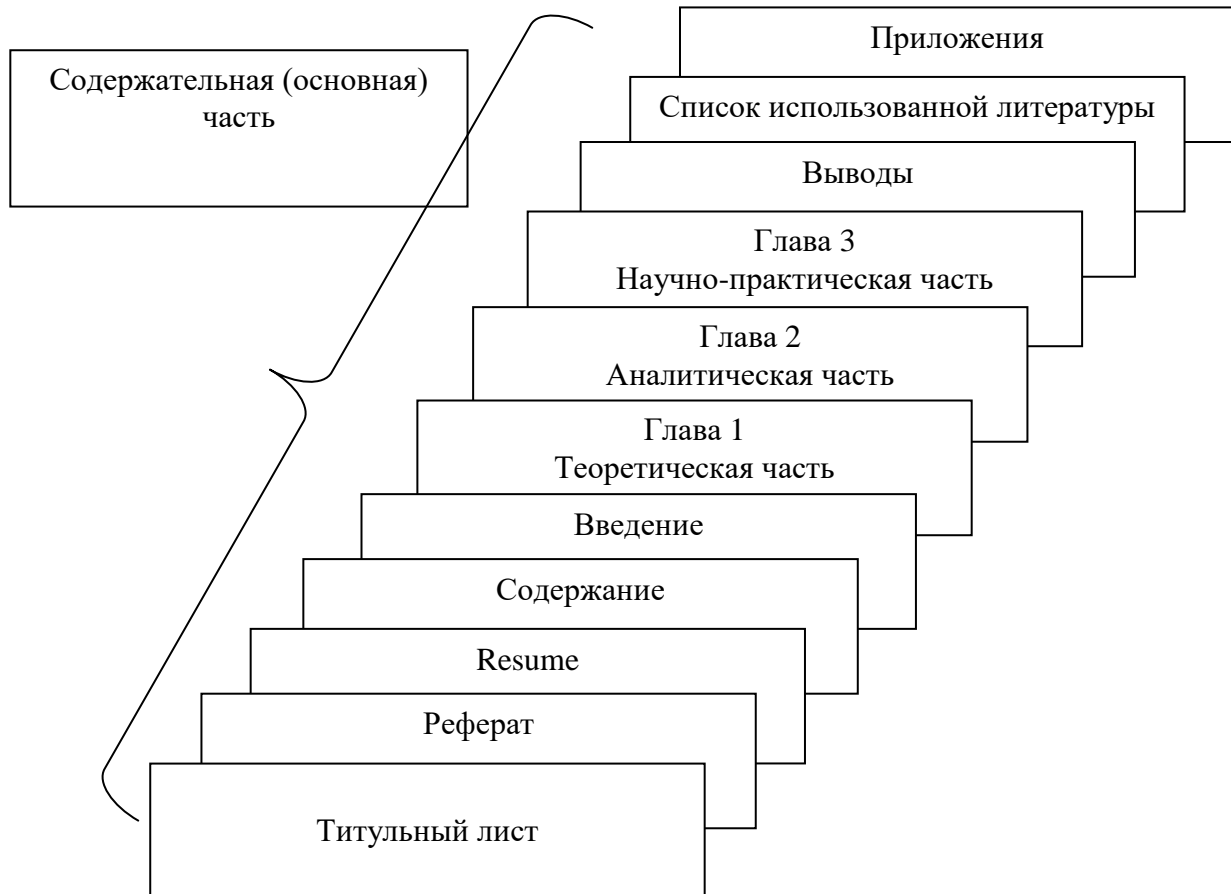 Содержательная (основная)
часть
Приложения
Список использованной литературы
Выводы
Глава 3
Научно-практическая часть
Глава 2
Аналитическая часть
Глава 1
Теоретическая часть
Введение
Содержание
Resume
Реферат
Титульный лист